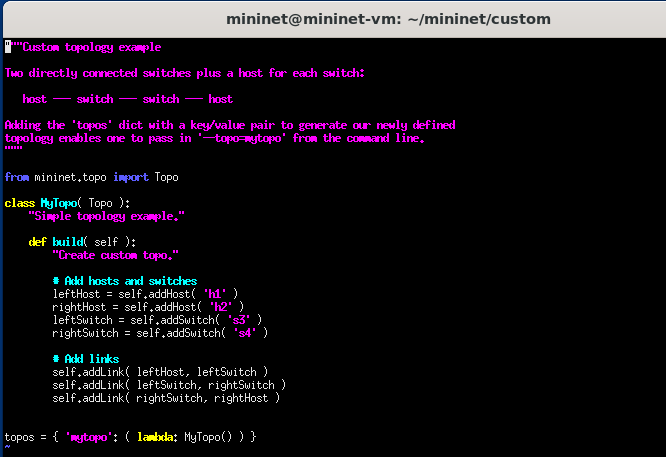 mininet@mininet-vm: ~/mininet/custom
"""Custom topology example

Two directly connected switches plus a host for each switch:

   host --- switch --- switch --- host

Adding the 'topos' dict with a key/value pair to generate our newly defined
topology enables one to pass in '--topo=mytopo' from the command line.
"""

from mininet.topo import Topo

class MyTopo( Topo ):
    "Simple topology example."

    def build( self ):
        "Create custom topo."

        # Add hosts and switches
        leftHost = self.addHost( 'h1' )
        rightHost = self.addHost( 'h2' )
        leftSwitch = self.addSwitch( 's3' )
        rightSwitch = self.addSwitch( 's4' )

        # Add links
        self.addLink( leftHost, leftSwitch )
        self.addLink( leftSwitch, rightSwitch )
        self.addLink( rightSwitch, rightHost )


topos = { 'mytopo': ( lambda: MyTopo() ) }
~